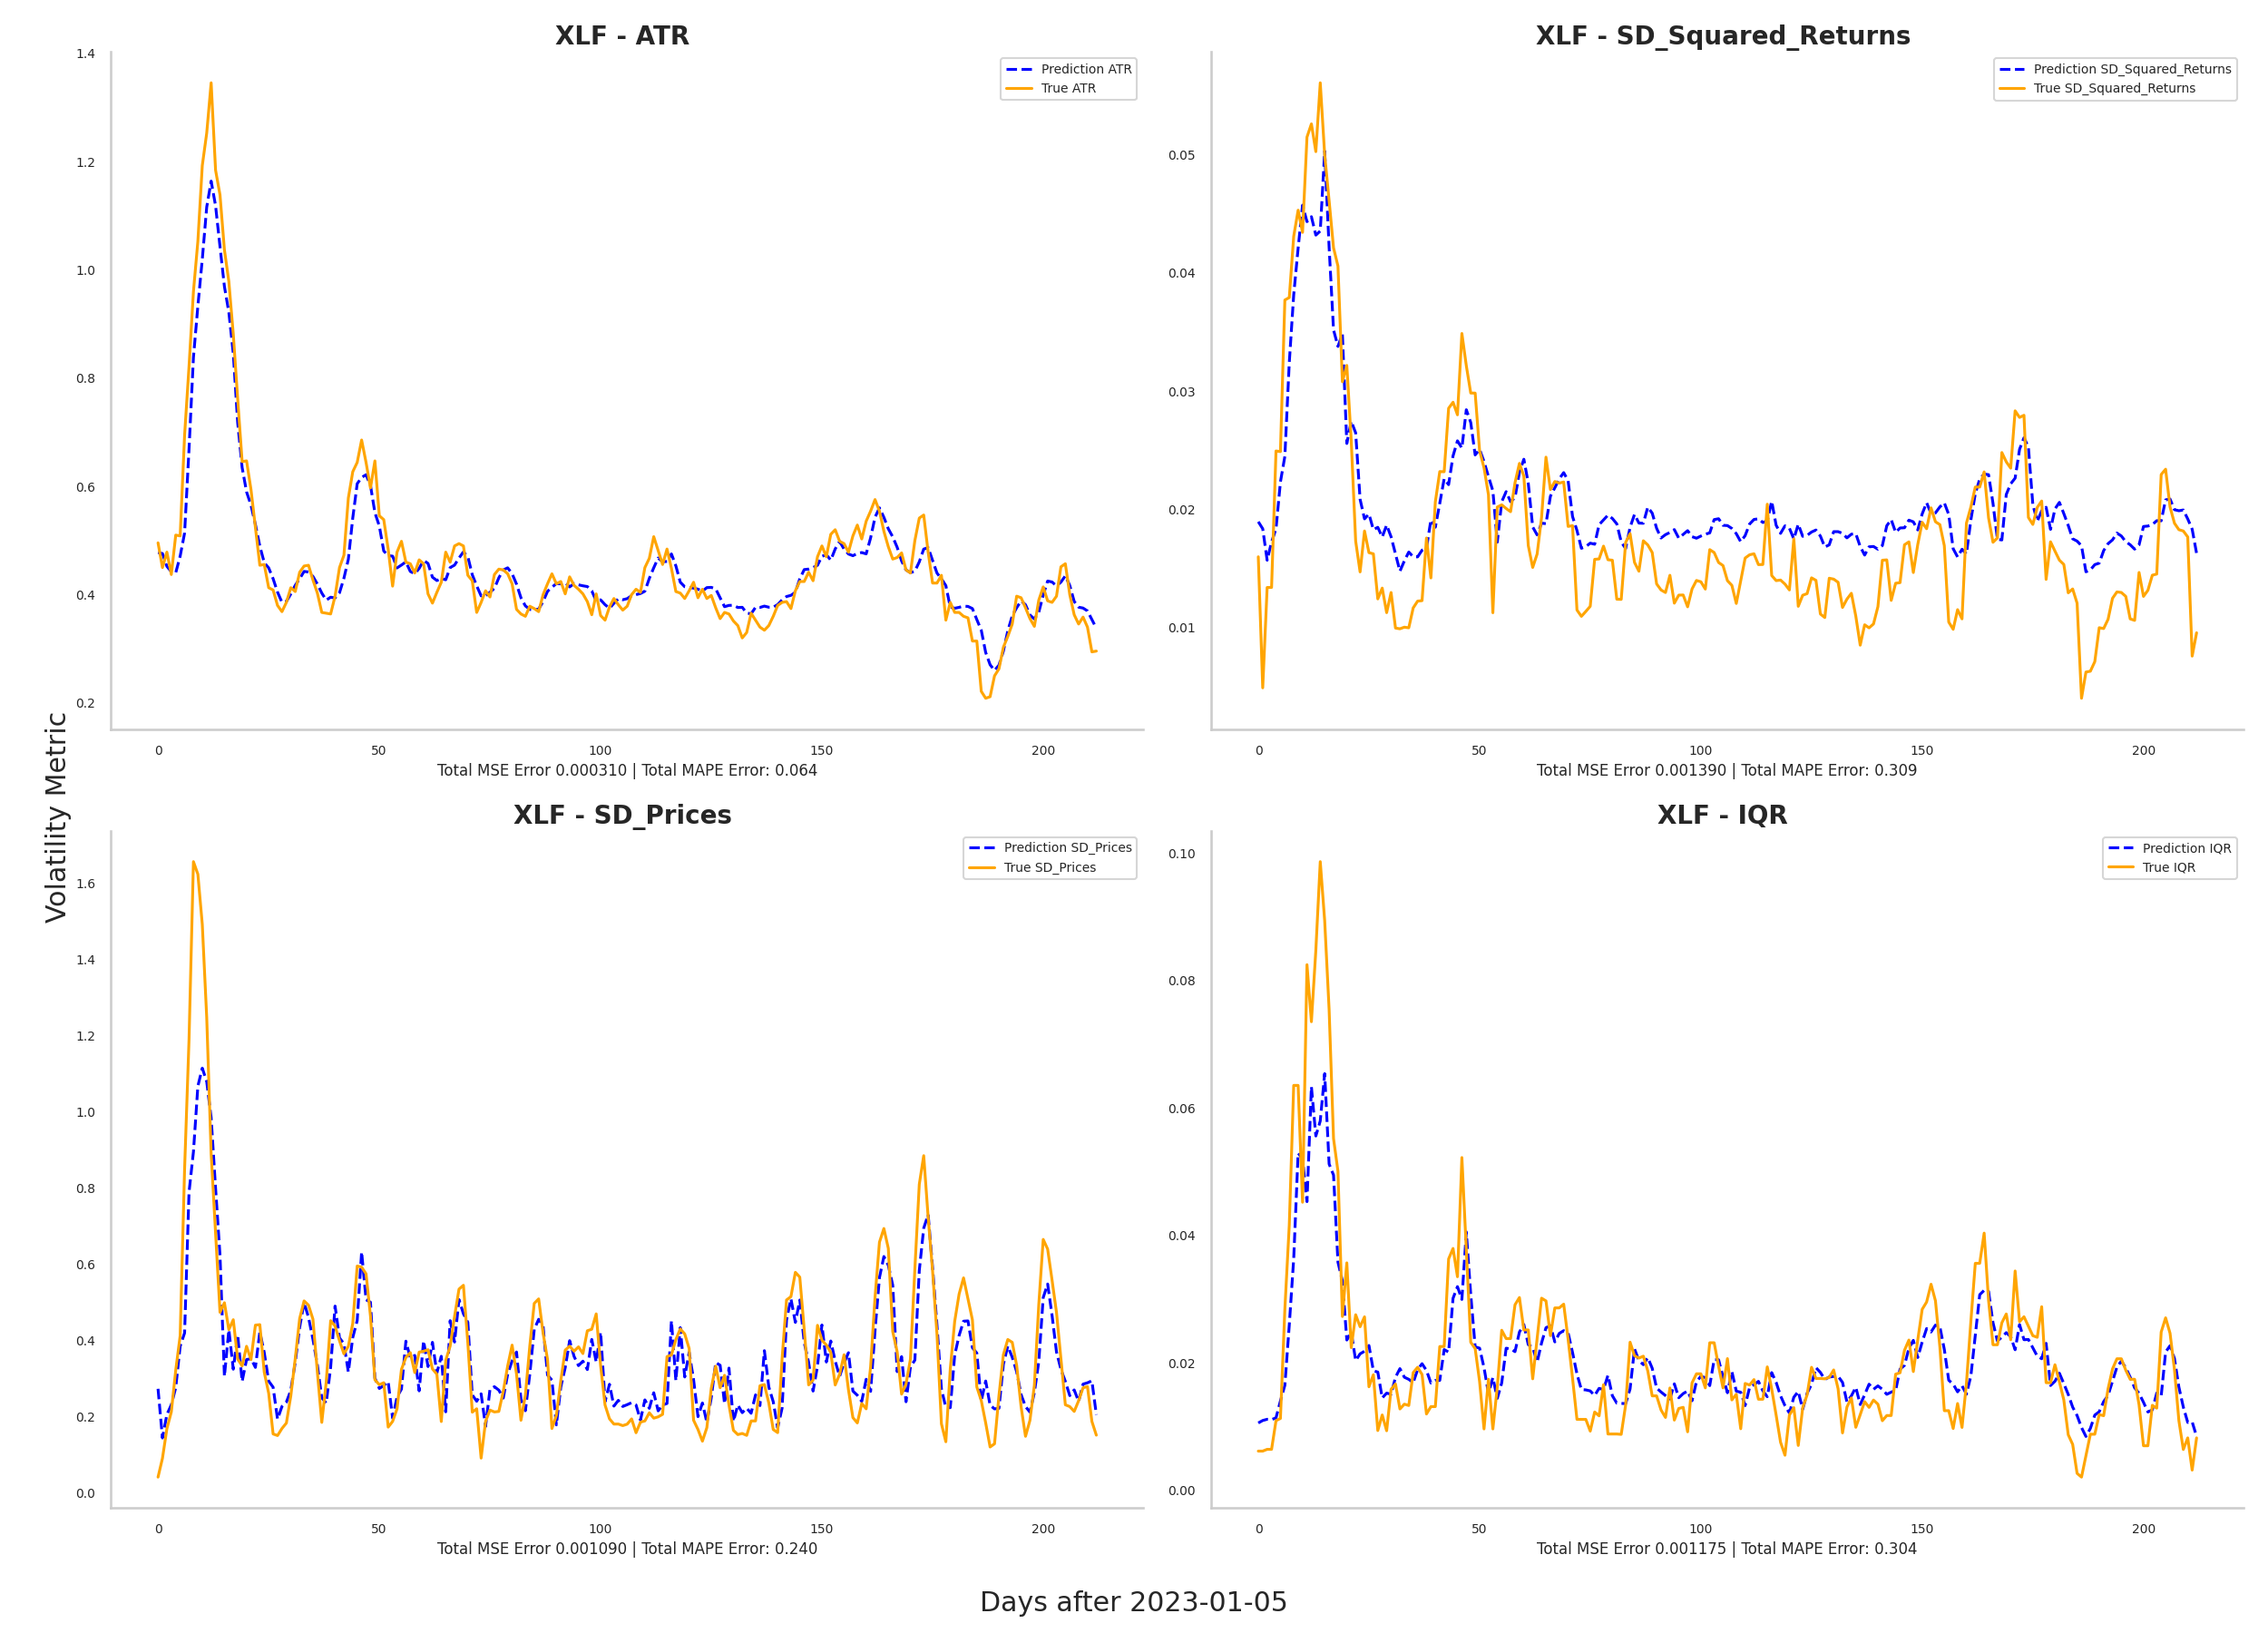 XLF - ATR
Prediction ATR
True ATR
1.4
1.2
1.0
0.8
0.6
0.4
0.2
0 50 100 150 200
Total MSE Error 0.000310 | Total MAPE Error: 0.064
XLF - SD_Squared_Returns
Prediction SD_Squared_Returns
True SD_Squared_Returns
0.05
0.04
0.03
0.02
0.01
0 50 100 150 200
Total MSE Error 0.001390 | Total MAPE Error: 0.309
Volatility Metric
XLF - SD_Prices
Prediction SD_Prices
True SD_Prices
1.6
1.4
1.2
1.0
0.8
0.6
0.4
0.2
0.0
0 50 100 150 200
Total MSE Error 0.001090 | Total MAPE Error: 0.240
XLF - IQR
Prediction IQR
True IQR
0.10
0.08
0.06
0.04
0.02
0.00
0 50 100 150 200
Total MSE Error 0.001175 | Total MAPE Error: 0.304
Days after 2023-01-05